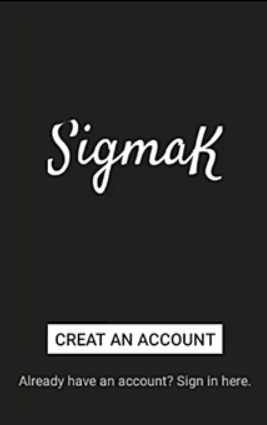 SigmaK
CREAT AN ACCOUNT
Already have an account? Sign in here.